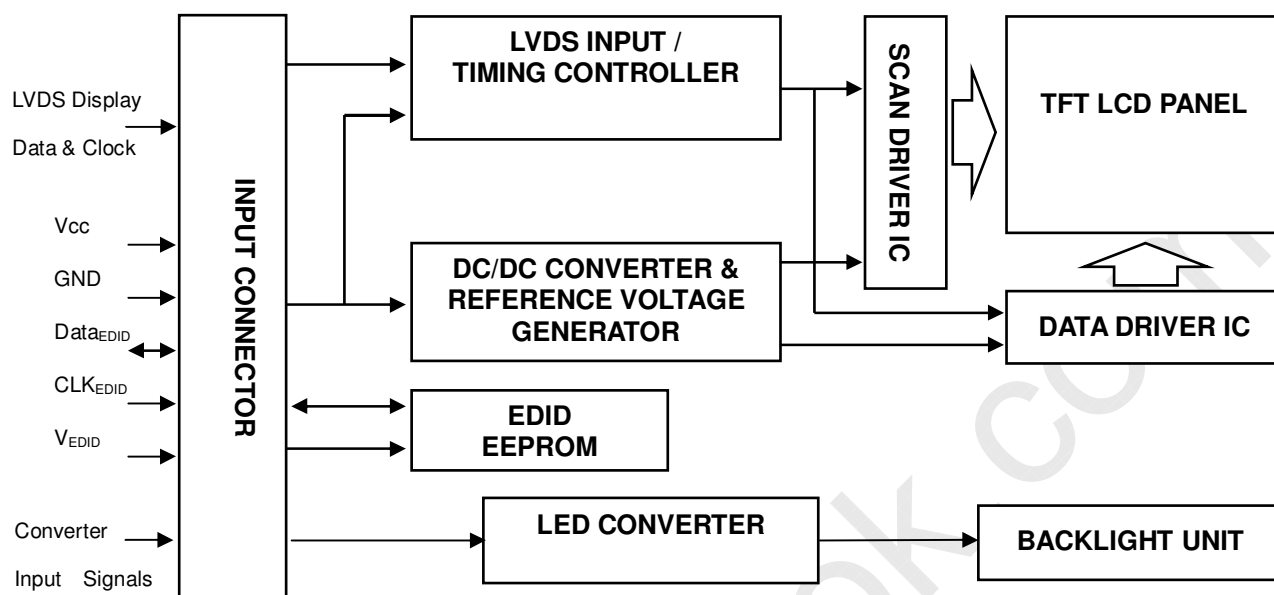 LVDS Display
Data & Clock
Vcc
GND
DataEDID
CLKEDID
VEDID
Converter
Input Signals
INPUT CONNECTOR
LVDS INPUT /
TIMING CONTROLLER
DC/DC CONVERTER &
REFERENCE VOLTAGE
GENERATOR
EDID
EEPROM
LED CONVERTER
SCAN DRIVER IC
TFT LCD PANEL
DATA DRIVER IC
BACKLIGHT UNIT